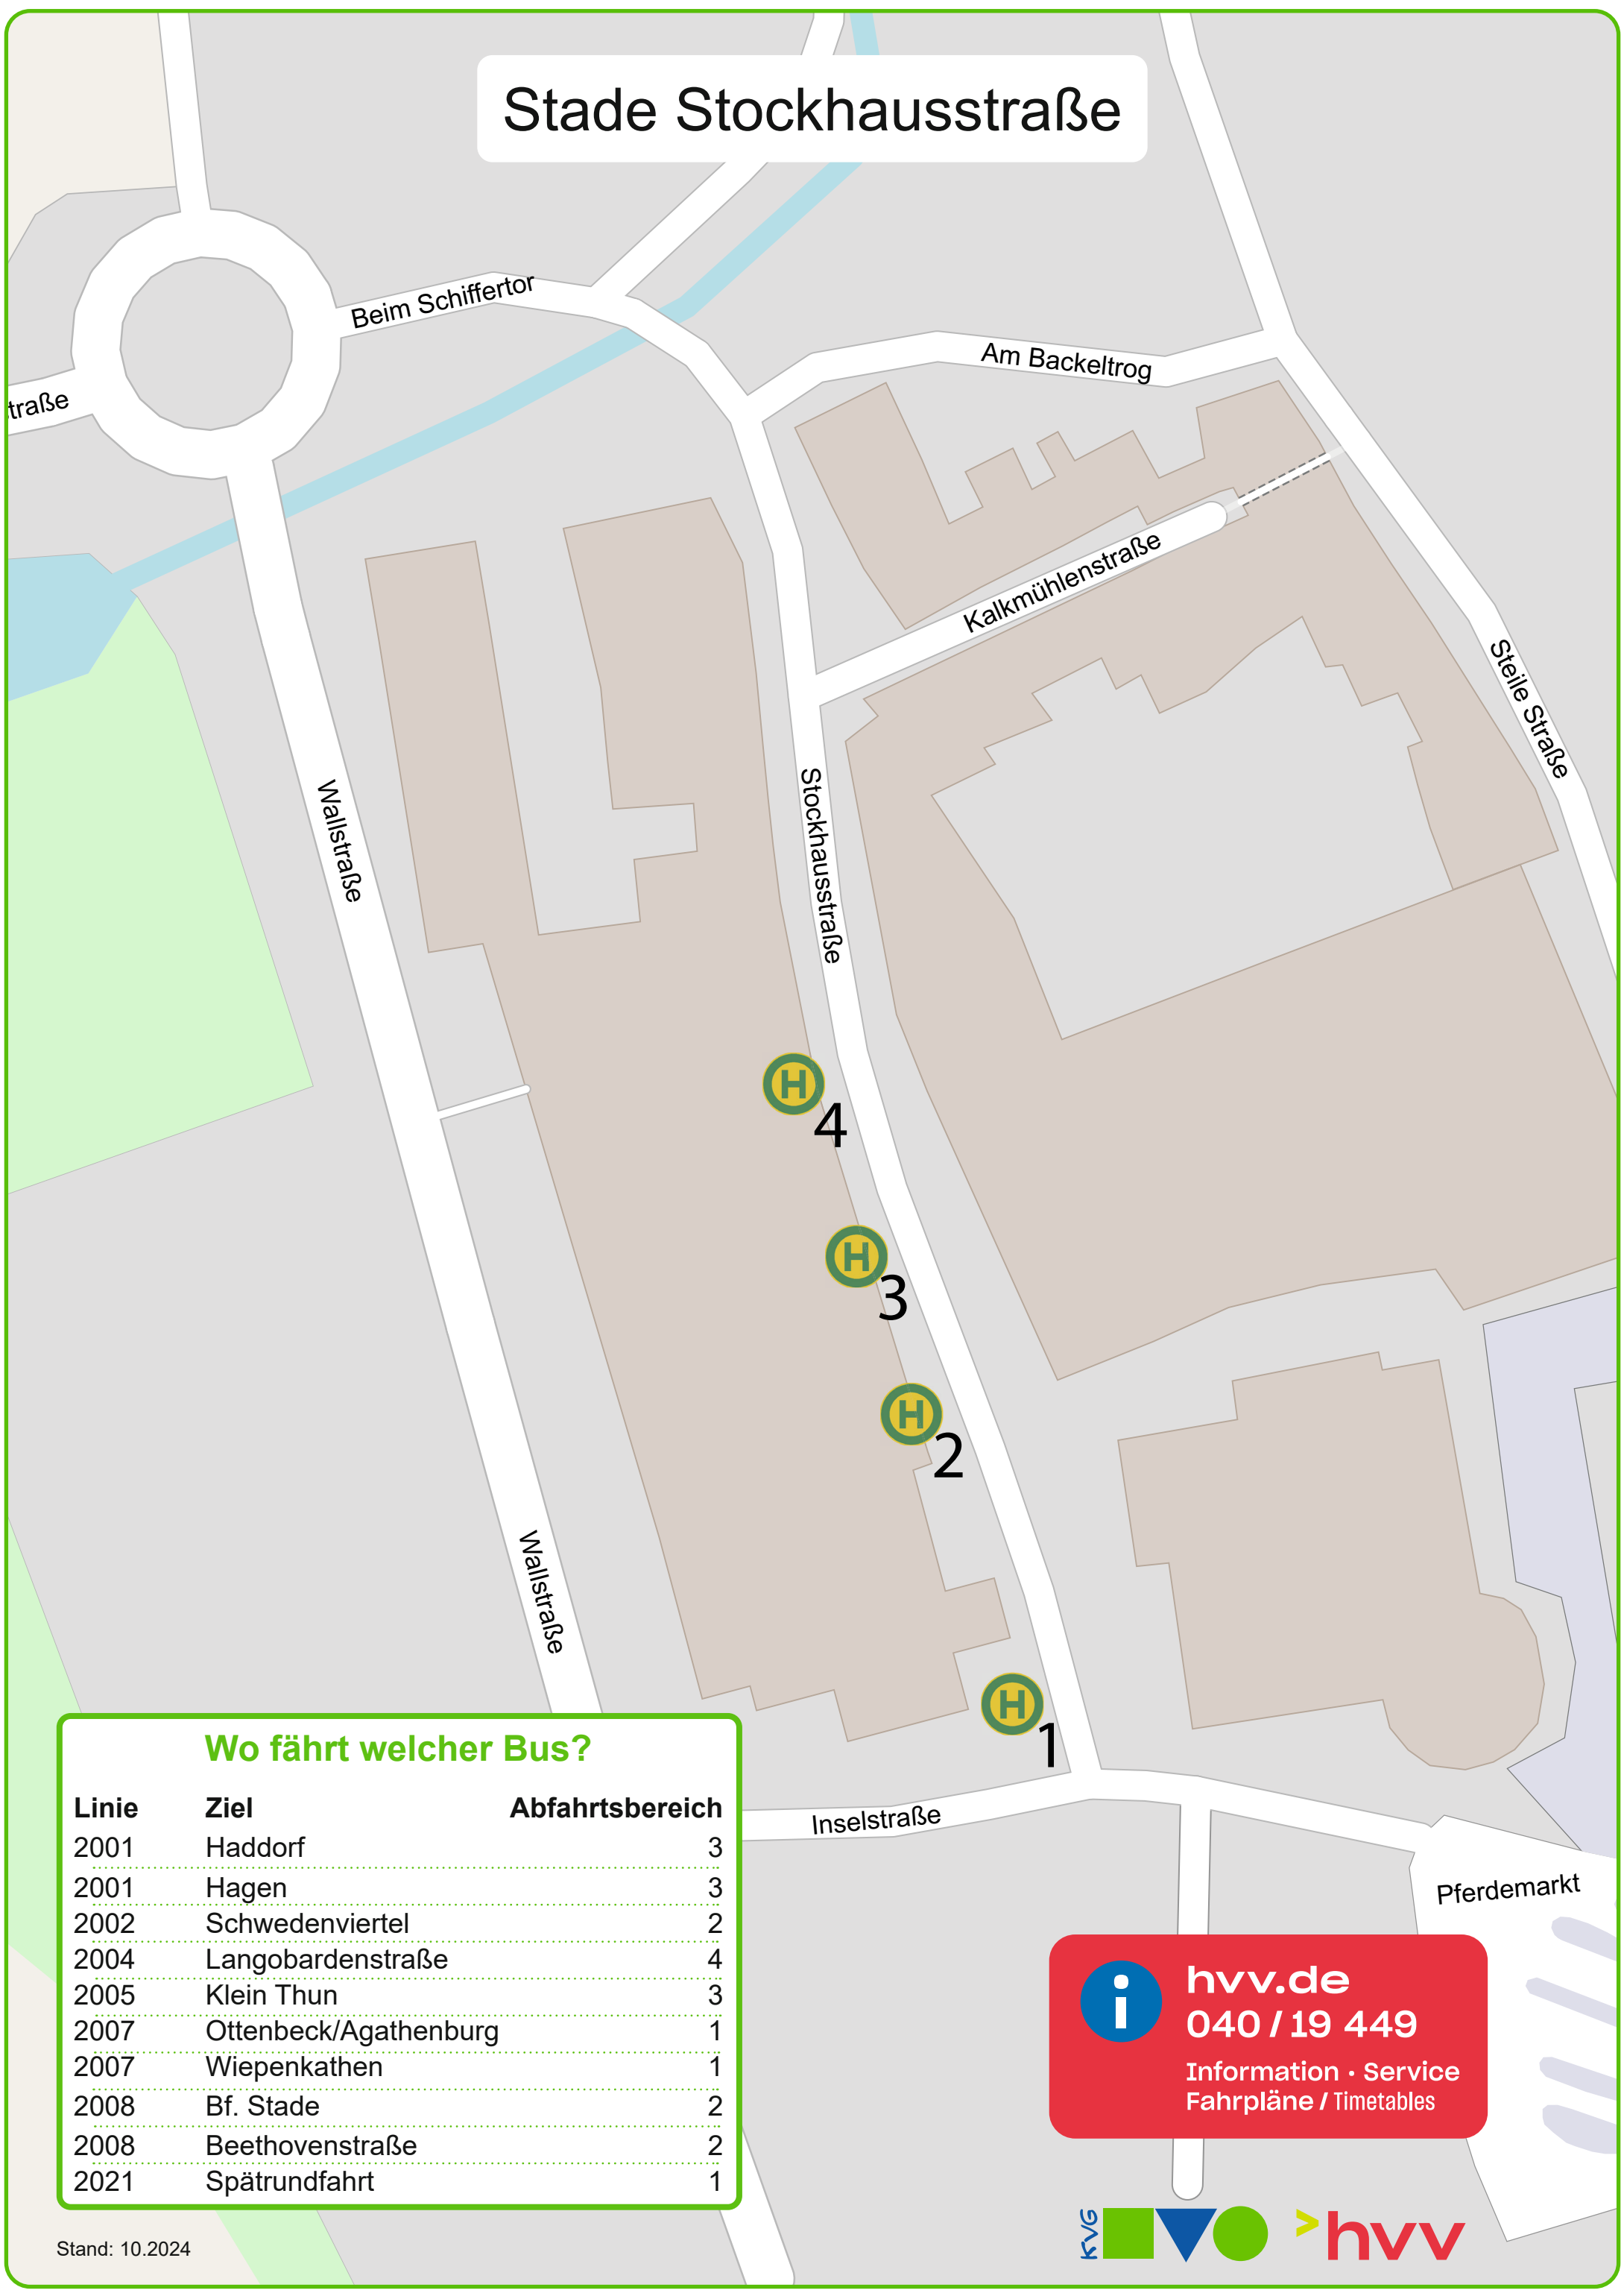 Stade Stockhausstraße
Beim Schiffertor
Am Backeltrog
traße
Kalkmühlenstraße
Steile Straße
Wallstraße
Stockhausstraße
H
4
H
3
H
2
Wallstraße
H
1
Inselstraße
Pferdemarkt
Wo fährt welcher Bus?
Linie Ziel Abfahrtsbereich
2001 Haddorf 3
2001 Hagen 3
2002 Schwedenviertel 2
2004 Langobardenstraße 4
2005 Klein Thun 3
2007 Ottenbeck/Agathenburg 1
2007 Wiepenkathen 1
2008 Bf. Stade 2
2008 Beethovenstraße 2
2021 Spätrundfahrt 1
i
hvv.de
040 / 19 449
Information · Service
Fahrpläne / Timetables
Stand: 10.2024
KVG
hvv